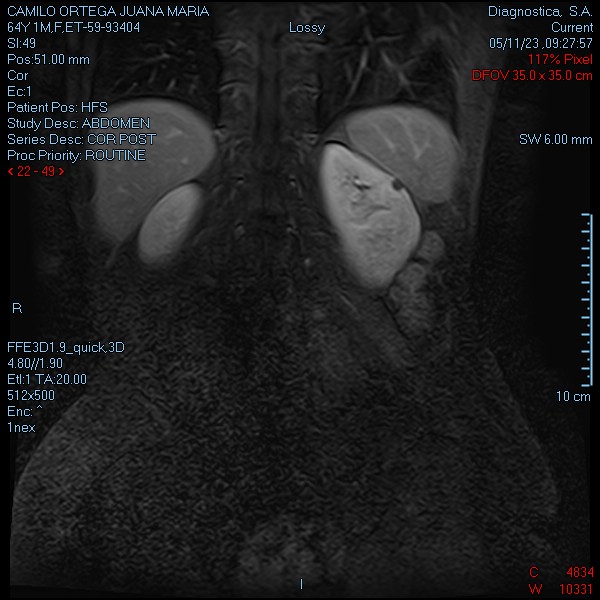 CAMILO ORTEGA JUANA MARIA
64Y 1M,F,ET-59-93404
Sl:49
Pos:51.00 mm
Cor
Ec:1
Patient Pos: HFS
Study Desc: ABDOMEN
Series Desc: COR POST
Proc Priority: ROUTINE
< 22 - 49 >
Lossy
Diagnostica, S.A.
Current
05/11/23 ,09:27:57
117% Pixel
DFOV 35.0 x 35.0 cm
SW 6.00 mm
R
FFE3D1.9_quick,3D
4.80//1.90
Etl:1 TA:20.00
512x500
Enc: ^
1nex
10 cm
I
C 4834
W 10331